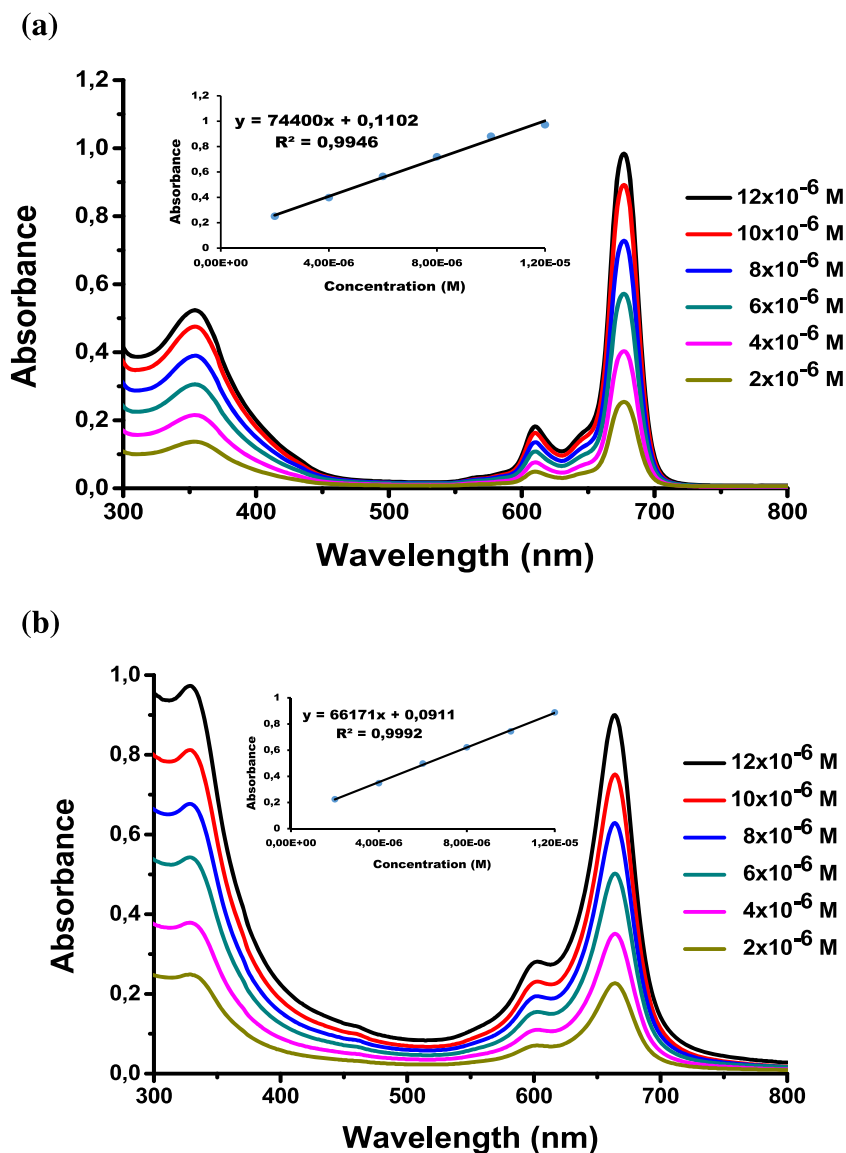 (a)
1,2
1,0
0,8
0,6
0,4
0,2
0,0
Absorbance
300 400 500 600 700 800
Wavelength (nm)
1,2
1
0,8
0,6
0,4
0,2
0
Absorbance
y = 74400x + 0,1102
R² = 0,9946
0,00E+00 4,00E-06 8,00E-06 1,20E-05
Concentration (M)
12x10⁻⁶ M
10x10⁻⁶ M
8x10⁻⁶ M
6x10⁻⁶ M
4x10⁻⁶ M
2x10⁻⁶ M
(b)
1,0
0,8
0,6
0,4
0,2
0,0
Absorbance
300 400 500 600 700 800
Wavelength (nm)
1
0,8
0,6
0,4
0,2
0
Absorbance
y = 66171x + 0,0911
R² = 0,9992
0,00E+00 4,00E-06 8,00E-06 1,20E-05
Concentration (M)
12x10⁻⁶ M
10x10⁻⁶ M
8x10⁻⁶ M
6x10⁻⁶ M
4x10⁻⁶ M
2x10⁻⁶ M